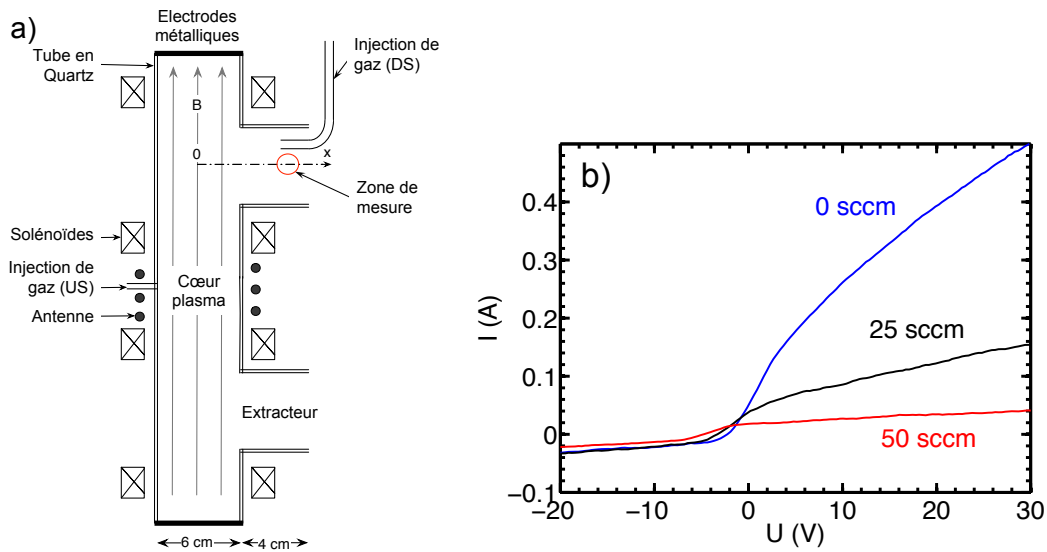 a)
Electrodes
métalliques
Injection de
gaz (DS)
Tube en
Quartz
B
0
x
Zone de
mesure
Solénoïdes
Injection de
gaz (US)
Antenne
Cœur
plasma
Extracteur
6 cm
4 cm
b)
0 sccm
25 sccm
50 sccm
I (A)
0.4
0.2
0.1
0
−0.1
−20
−10
0
10
20
30
U (V)